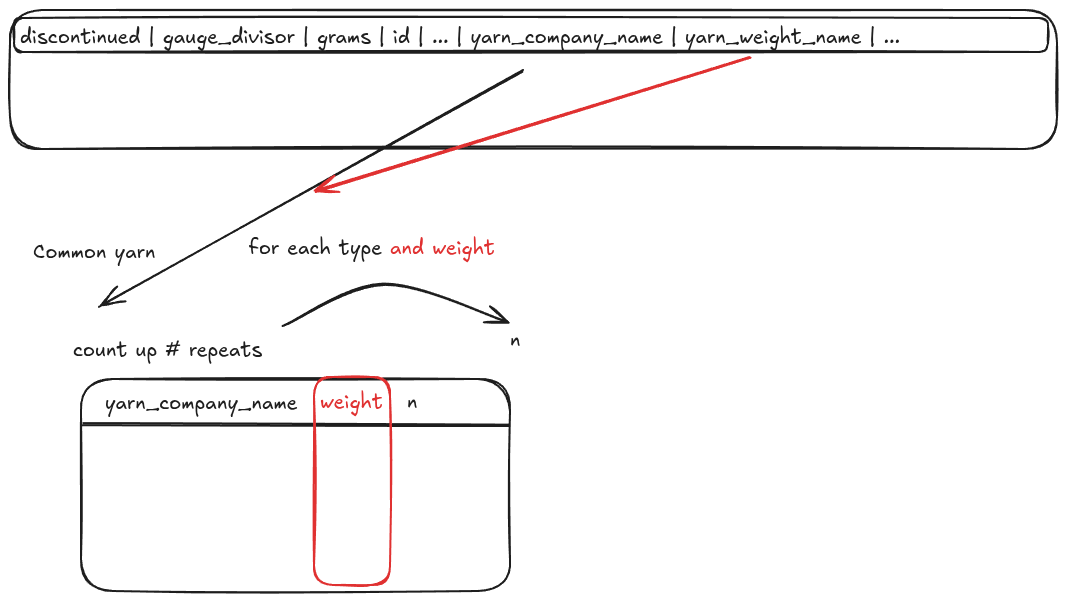 discontinued | gauge_divisor | grams | id | ... | yarn_company_name | yarn_weight_name | ...
for each type and weight
Common yarn
n
count up # repeats
yarn_company_name weight n